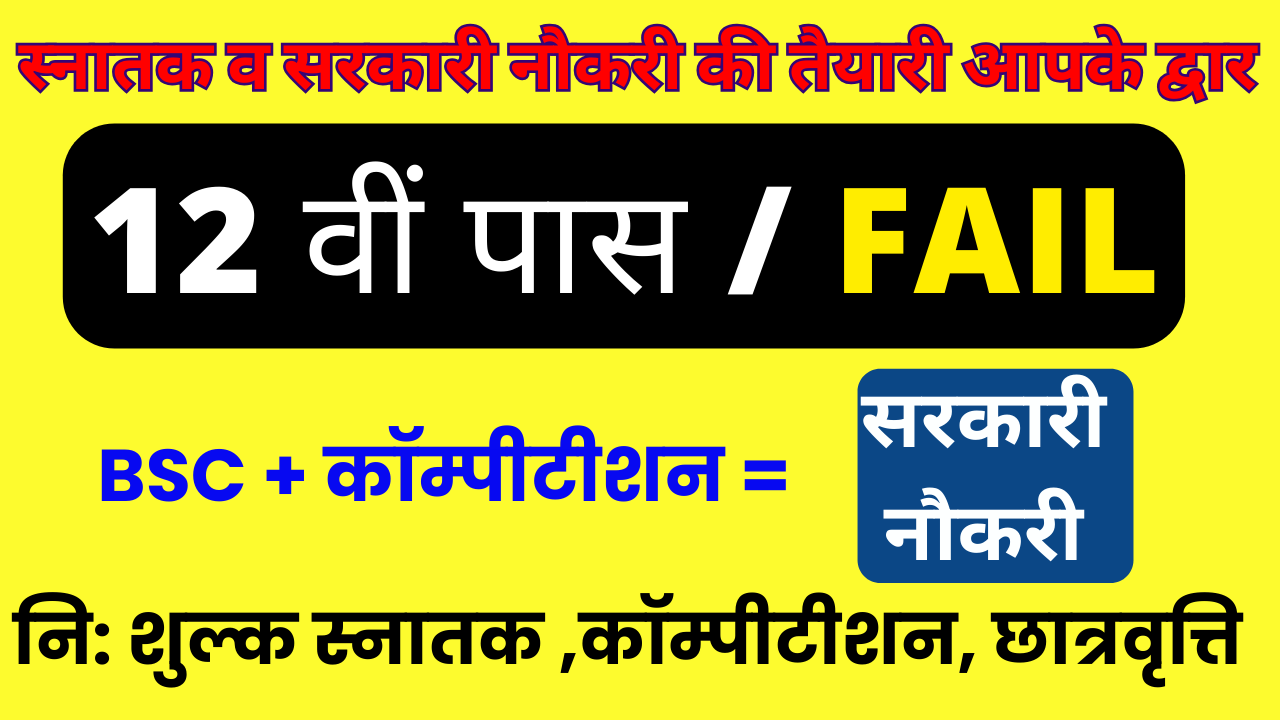 स्नातक व सरकारी नौकरी की तैयारी आपके द्वार
12 वीं पास / FAIL
BSC + कॉम्पीटीशन =
सरकारी
नौकरी
नि: शुल्क स्नातक ,कॉम्पीटीशन, छात्रवृत्ति